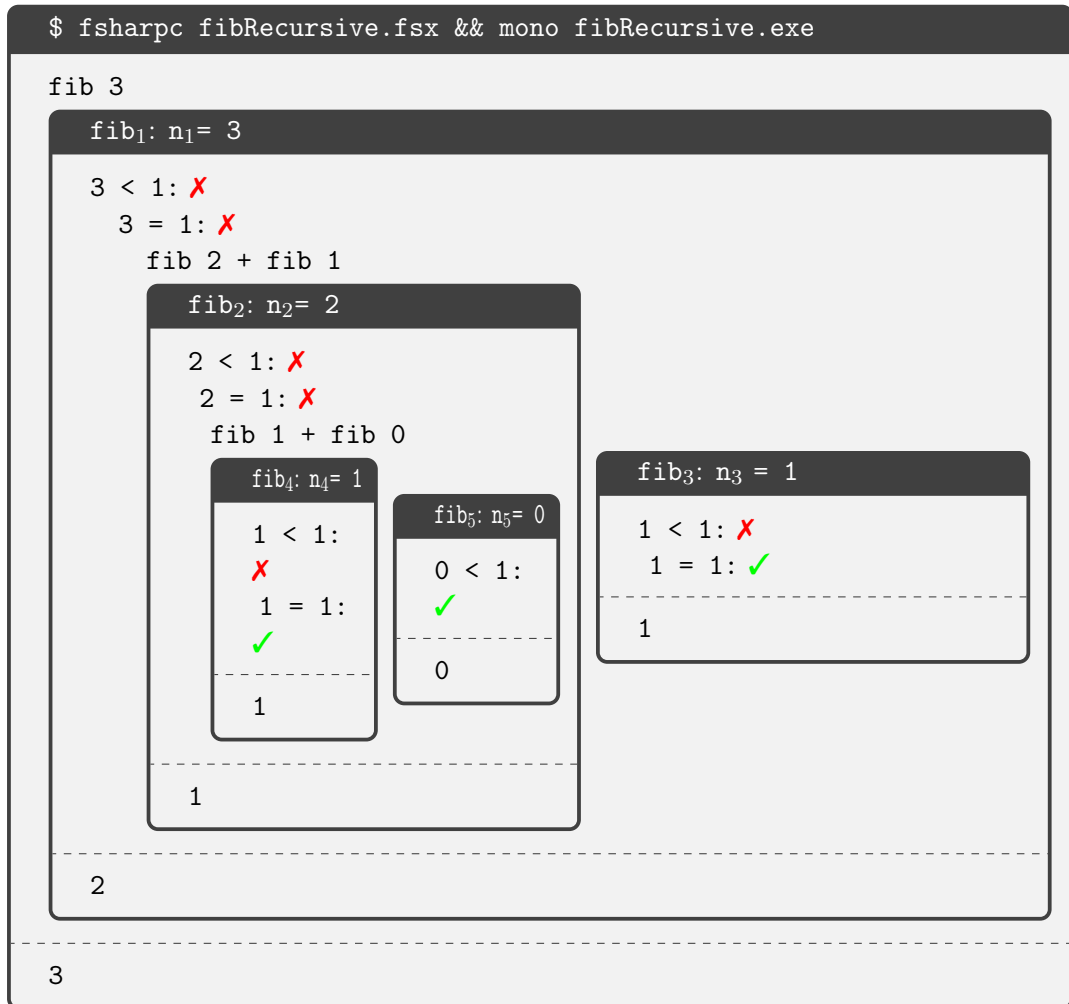 $ fsharpc fibRecursive.fsx && mono fibRecursive.exe
fib 3
fib₁: n₁= 3
3 < 1: ✗
3 = 1: ✗
fib 2 + fib 1
fib₂: n₂= 2
2 < 1: ✗
2 = 1: ✗
fib 1 + fib 0
fib₄: n₄= 1
1 < 1:
✗
1 = 1:
✓
1
fib₅: n₅= 0
0 < 1:
✓
0
1
fib₃: n₃ = 1
1 < 1: ✗
1 = 1: ✓
1
2
3